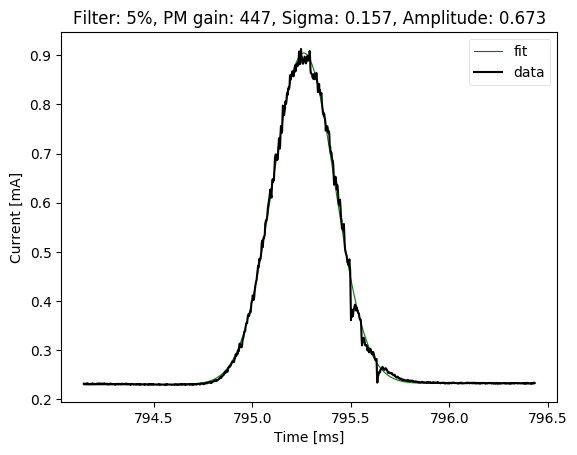 Filter: 5%, PM gain: 447, Sigma: 0.157, Amplitude: 0.673
fit
data
0.9
0.8
0.7
0.6
0.5
0.4
0.3
0.2
Current [mA]
794.5
795.0
795.5
796.0
796.5
Time [ms]